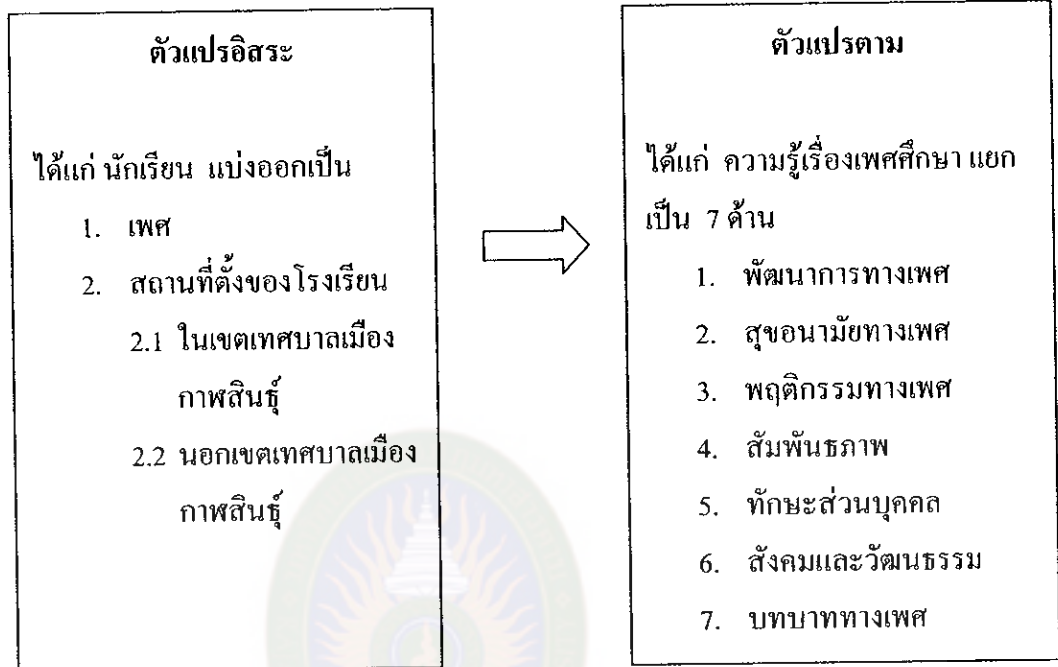 ตัวแปรอิสระ
ได้แก่ นักเรียน แบ่งออกเป็น
1. เพศ
2. สถานที่ตั้งของโรงเรียน
2.1 ในเขตเทศบาลเมือง
กาฬสินธุ์
2.2 นอกเขตเทศบาลเมือง
กาฬสินธุ์
ตัวแปรตาม
ได้แก่ ความรู้เรื่องเพศศึกษา แยก
เป็น 7 ด้าน
1. พัฒนาการทางเพศ
2. สุขอนามัยทางเพศ
3. พฤติกรรมทางเพศ
4. สัมพันธภาพ
5. ทักษะส่วนบุคคล
6. สังคมและวัฒนธรรม
7. บทบาททางเพศ